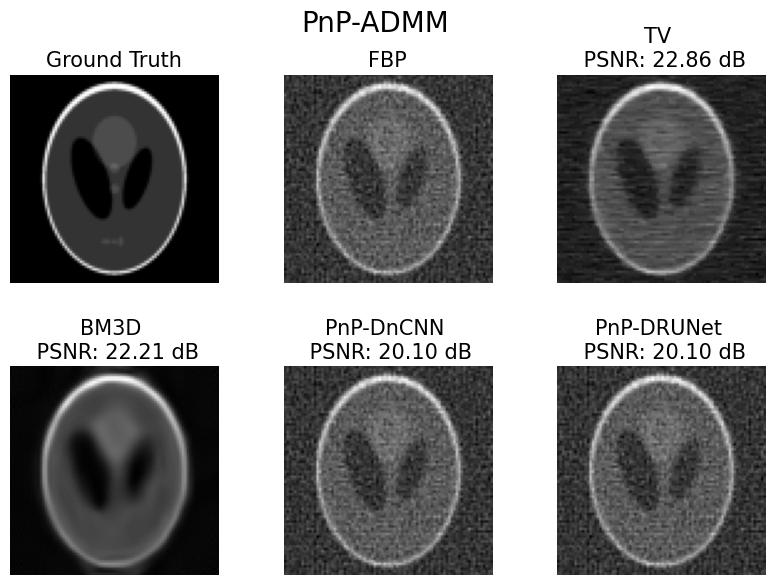 PnP-ADMM
Ground Truth
FBP
TV
PSNR: 22.86 dB
BM3D
PSNR: 22.21 dB
PnP-DnCNN
PSNR: 20.10 dB
PnP-DRUNet
PSNR: 20.10 dB